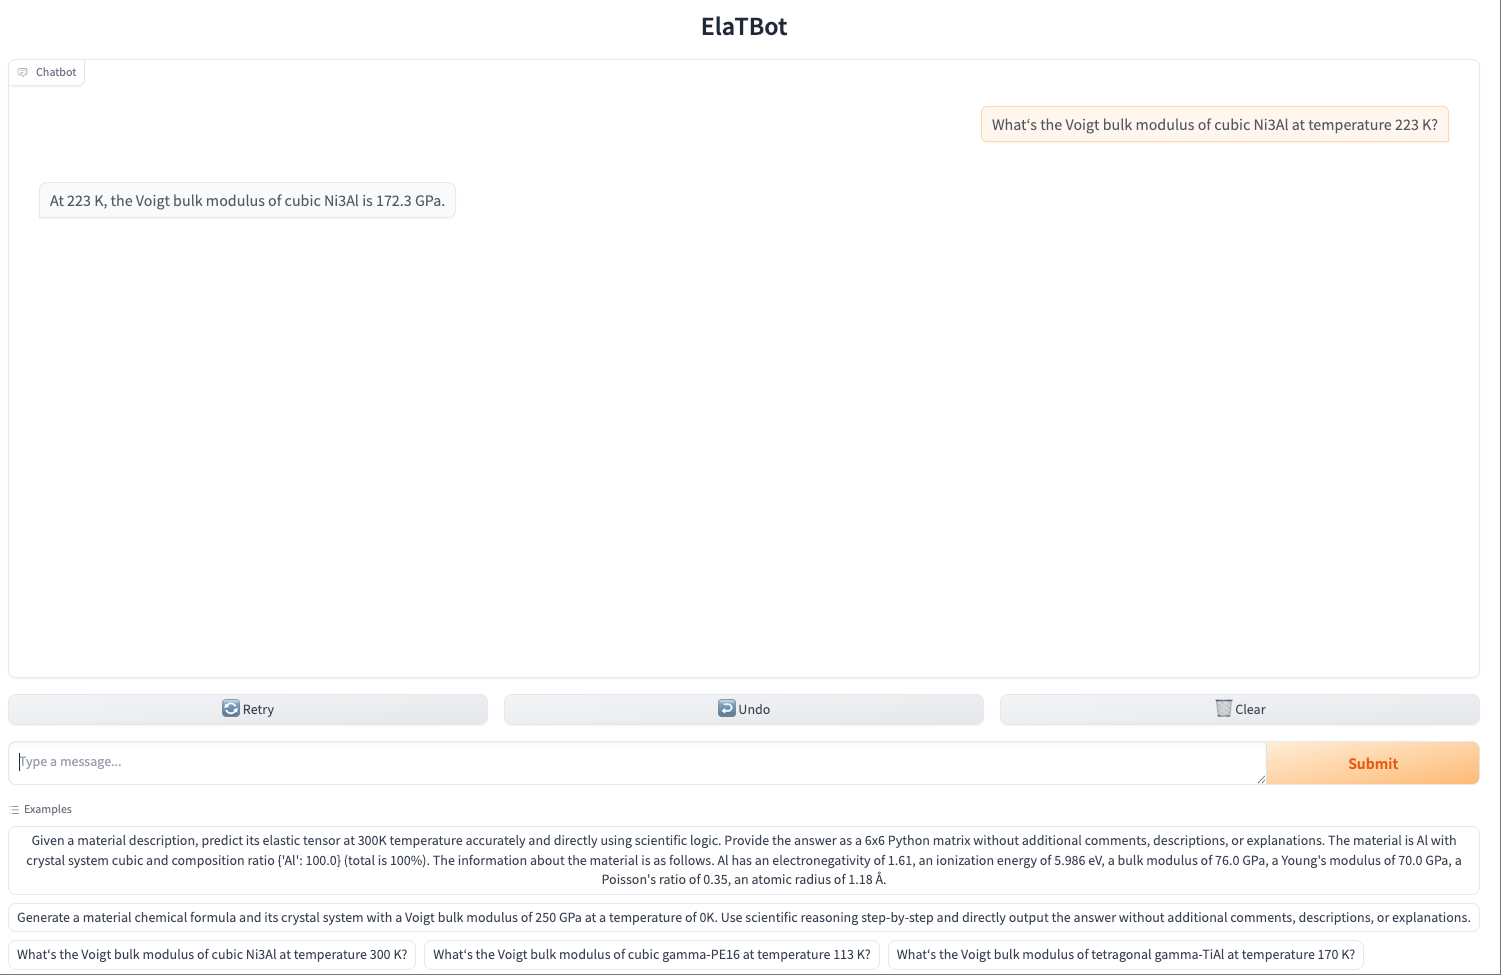 ElaTBot
Chatbot
What‘s the Voigt bulk modulus of cubic Ni3Al at temperature 223 K?
At 223 K, the Voigt bulk modulus of cubic Ni3Al is 172.3 GPa.
Retry
Undo
Clear
Type a message...
Submit
Examples
Given a material description, predict its elastic tensor at 300K temperature accurately and directly using scientific logic. Provide the answer as a 6x6 Python matrix without additional comments, descriptions, or explanations. The material is Al with
crystal system cubic and composition ratio {'Al': 100.0} (total is 100%). The information about the material is as follows. Al has an electronegativity of 1.61, an ionization energy of 5.986 eV, a bulk modulus of 76.0 GPa, a Young's modulus of 70.0 GPa, a
Poisson's ratio of 0.35, an atomic radius of 1.18 Å.
Generate a material chemical formula and its crystal system with a Voigt bulk modulus of 250 GPa at a temperature of 0K. Use scientific reasoning step-by-step and directly output the answer without additional comments, descriptions, or explanations.
What‘s the Voigt bulk modulus of cubic Ni3Al at temperature 300 K?
What‘s the Voigt bulk modulus of cubic gamma-PE16 at temperature 113 K?
What‘s the Voigt bulk modulus of tetragonal gamma-TiAl at temperature 170 K?